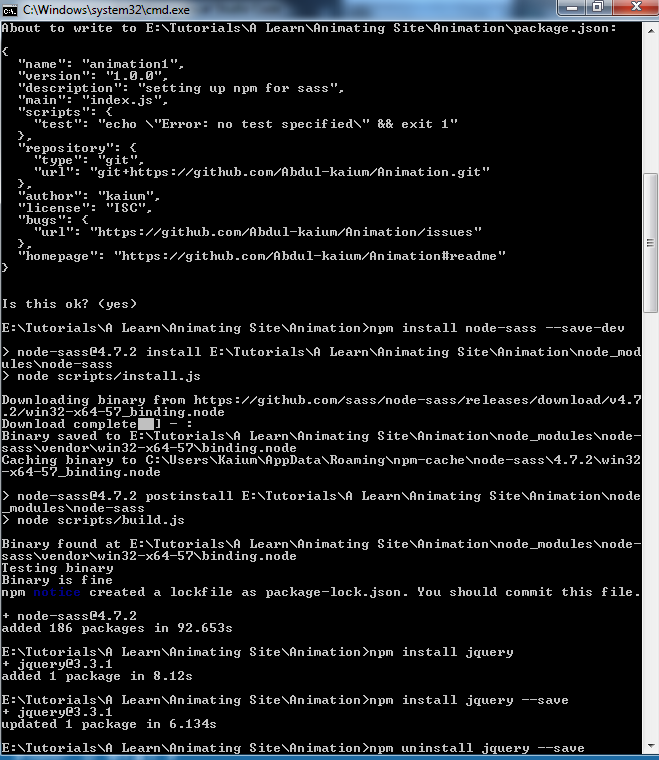 C:\Windows\system32\cmd.exe
About to write to E:\Tutorials\A Learn\Animating Site\Animation\package.json:
{
"name": "animation1",
"version": "1.0.0",
"description": "setting up npm for sass",
"main": "index.js",
"scripts": {
"test": "echo \"Error: no test specified\" && exit 1"
},
"repository": {
"type": "git",
"url": "git+https://github.com/Abdul-kaium/Animation.git"
},
"author": "kaium",
"license": "ISC",
"bugs": {
"url": "https://github.com/Abdul-kaium/Animation/issues"
},
"homepage": "https://github.com/Abdul-kaium/Animation#readme"
}
Is this ok? (yes)
E:\Tutorials\A Learn\Animating Site\Animation>npm install node-sass --save-dev
> node-sass@4.7.2 install E:\Tutorials\A Learn\Animating Site\Animation\node_mod
ules\node-sass
> node scripts/install.js
Downloading binary from https://github.com/sass/node-sass/releases/download/v4.7
.2/win32-x64-57_binding.node
Download complete ] - :
Binary saved to E:\Tutorials\A Learn\Animating Site\Animation\node_modules\node-
sass\vendor\win32-x64-57\binding.node
Caching binary to C:\Users\Kaium\AppData\Roaming\npm-cache\node-sass\4.7.2\win32
-x64-57_binding.node
> node-sass@4.7.2 postinstall E:\Tutorials\A Learn\Animating Site\Animation\node
_modules\node-sass
> node scripts/build.js
Binary found at E:\Tutorials\A Learn\Animating Site\Animation\node_modules\node-
sass\vendor\win32-x64-57\binding.node
Testing binary
Binary is fine
npm notice created a lockfile as package-lock.json. You should commit this file.
+ node-sass@4.7.2
added 186 packages in 92.653s
E:\Tutorials\A Learn\Animating Site\Animation>npm install jquery
+ jquery@3.3.1
added 1 package in 8.12s
E:\Tutorials\A Learn\Animating Site\Animation>npm install jquery --save
+ jquery@3.3.1
updated 1 package in 6.134s
E:\Tutorials\A Learn\Animating Site\Animation>npm uninstall jquery --save